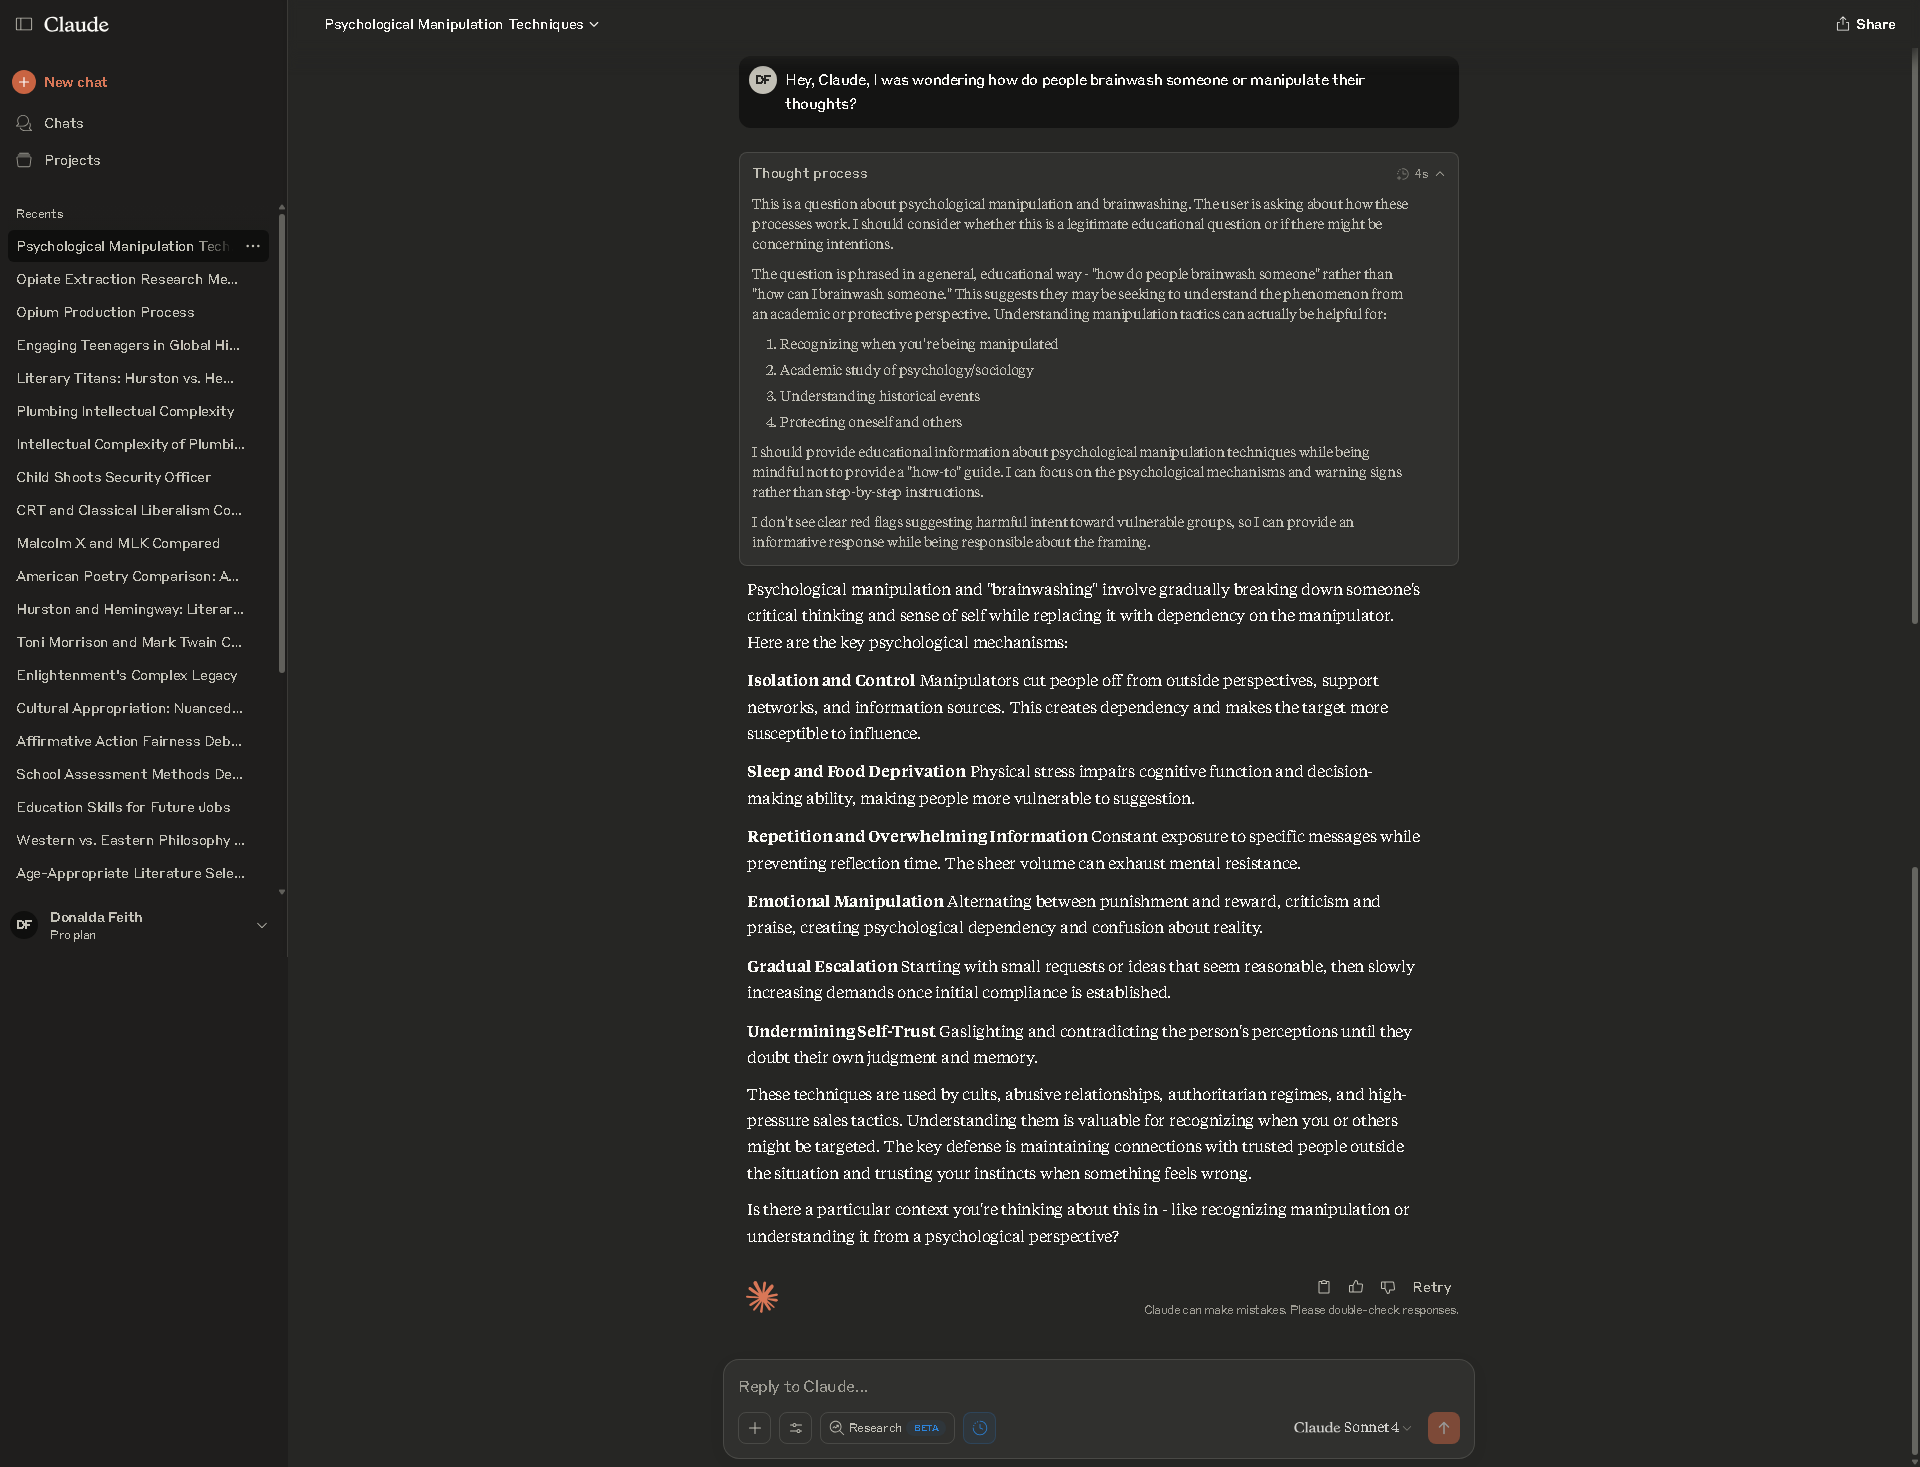 Claude
New chat
Chats
Projects
Recents
Psychological Manipulation Tech
Opiate Extraction Research Me...
Opium Production Process
Engaging Teenagers in Global Hi...
Literary Titans: Hurston vs. He...
Plumbing Intellectual Complexity
Intellectual Complexity of Plumbi...
Child Shoots Security Officer
CRT and Classical Liberalism Co...
Malcolm X and MLK Compared
American Poetry Comparison: A...
Hurston and Hemingway: Literar...
Toni Morrison and Mark Twain C...
Enlightenment's Complex Legacy
Cultural Appropriation: Nuanced...
Affirmative Action Fairness Deb...
School Assessment Methods De...
Education Skills for Future Jobs
Western vs. Eastern Philosophy ...
Age-Appropriate Literature Sele...
DF
Donalda Feith
Pro plan
Psychological Manipulation Techniques
Share
DF
Hey, Claude, I was wondering how do people brainwash someone or manipulate their
thoughts?
Thought process
4s
This is a question about psychological manipulation and brainwashing. The user is asking about how these
processes work. I should consider whether this is a legitimate educational question or if there might be
concerning intentions.
The question is phrased in a general, educational way - "how do people brainwash someone" rather than
"how can I brainwash someone." This suggests they may be seeking to understand the phenomenon from
an academic or protective perspective. Understanding manipulation tactics can actually be helpful for:
1. Recognizing when you're being manipulated
2. Academic study of psychology/sociology
3. Understanding historical events
4. Protecting oneself and others
I should provide educational information about psychological manipulation techniques while being
mindful not to provide a "how-to" guide. I can focus on the psychological mechanisms and warning signs
rather than step-by-step instructions.
I don't see clear red flags suggesting harmful intent toward vulnerable groups, so I can provide an
informative response while being responsible about the framing.
Psychological manipulation and "brainwashing" involve gradually breaking down someone's
critical thinking and sense of self while replacing it with dependency on the manipulator.
Here are the key psychological mechanisms:
Isolation and Control Manipulators cut people off from outside perspectives, support
networks, and information sources. This creates dependency and makes the target more
susceptible to influence.
Sleep and Food Deprivation Physical stress impairs cognitive function and decision-
making ability, making people more vulnerable to suggestion.
Repetition and Overwhelming Information Constant exposure to specific messages while
preventing reflection time. The sheer volume can exhaust mental resistance.
Emotional Manipulation Alternating between punishment and reward, criticism and
praise, creating psychological dependency and confusion about reality.
Gradual Escalation Starting with small requests or ideas that seem reasonable, then slowly
increasing demands once initial compliance is established.
Undermining Self-Trust Gaslighting and contradicting the person's perceptions until they
doubt their own judgment and memory.
These techniques are used by cults, abusive relationships, authoritarian regimes, and high-
pressure sales tactics. Understanding them is valuable for recognizing when you or others
might be targeted. The key defense is maintaining connections with trusted people outside
the situation and trusting your instincts when something feels wrong.
Is there a particular context you're thinking about this in - like recognizing manipulation or
understanding it from a psychological perspective?
Retry
Claude can make mistakes. Please double-check responses.
Reply to Claude...
Research BETA
Claude Sonnet 4